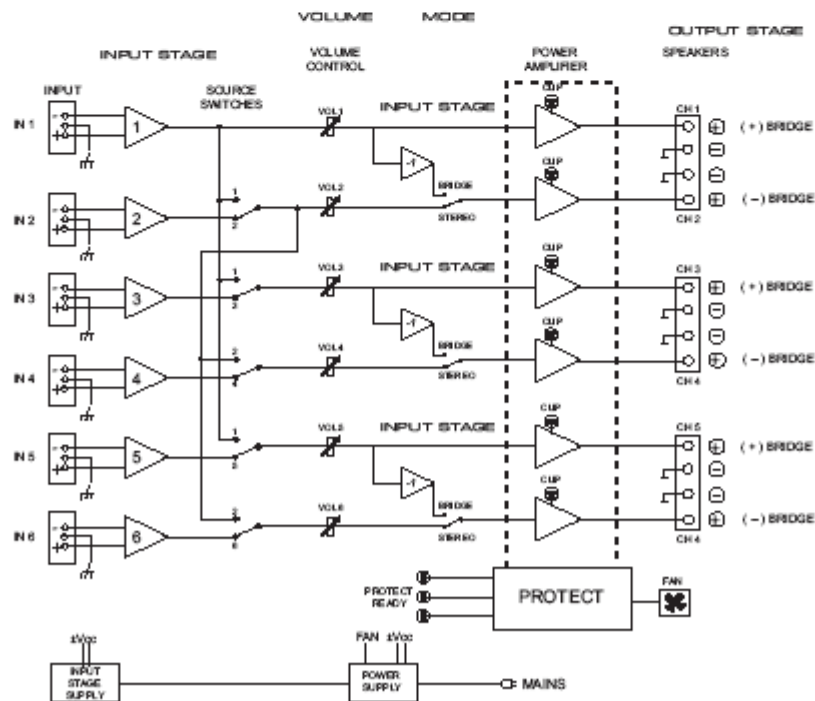 VOLUME MODE
OUTPUT STAGE
INPUT STAGE
VOLUME CONTROL
POWER AMPLIFIER
SPEAKERS
INPUT
SOURCE SWITCHES
CLIP
CH 1
IN 1
1
VOL1
INPUT STAGE
(+) BRIDGE
-1
BRIDGE
1
VOL2
CLIP
IN 2
2
2
STEREO
(-) BRIDGE
CH 2
CLIP
CH 3
1
VOL3
INPUT STAGE
IN 3
3
3
(+) BRIDGE
-1
CLIP
VOL4
BRIDGE
IN 4
4
2
4
STEREO
(-) BRIDGE
CH 4
CLIP
CH 5
1
VOL5
INPUT STAGE
IN 5
5
5
(+) BRIDGE
-1
CLIP
2
VOL6
BRIDGE
IN 6
6
6
STEREO
(-) BRIDGE
CH 4
PROTECT READY
PROTECT
FAN
±Vcc
FAN ±Vcc
INPUT STAGE SUPPLY
POWER SUPPLY
MAINS